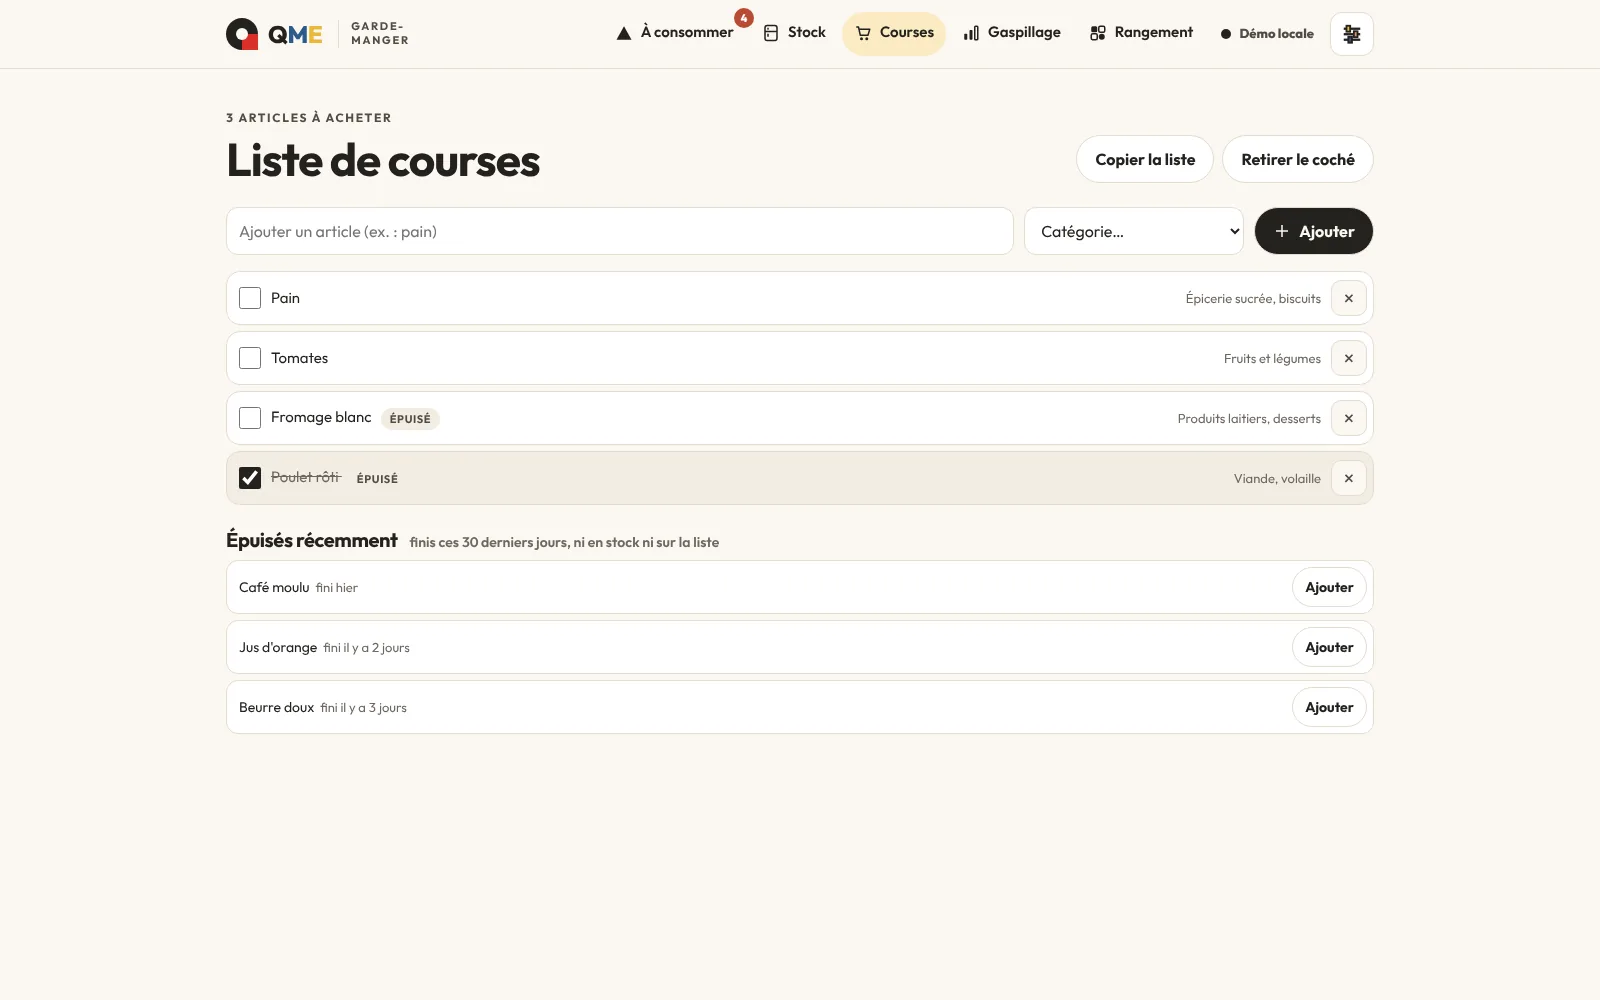 QME
GARDE-
MANGER
À consommer
4
Stock
Courses
Gaspillage
Rangement
Démo locale
3 ARTICLES À ACHETER
Liste de courses
Copier la liste
Retirer le coché
Ajouter un article (ex. : pain)
Catégorie...
+ Ajouter
Pain
Épicerie sucrée, biscuits
×
Tomates
Fruits et légumes
×
Fromage blanc ÉPUISÉ
Produits laitiers, desserts
×
Poulet rôti ÉPUISÉ
Viande, volaille
×
Épuisés récemment finis ces 30 derniers jours, ni en stock ni sur la liste
Café moulu fini hier
Ajouter
Jus d'orange fini il y a 2 jours
Ajouter
Beurre doux fini il y a 3 jours
Ajouter